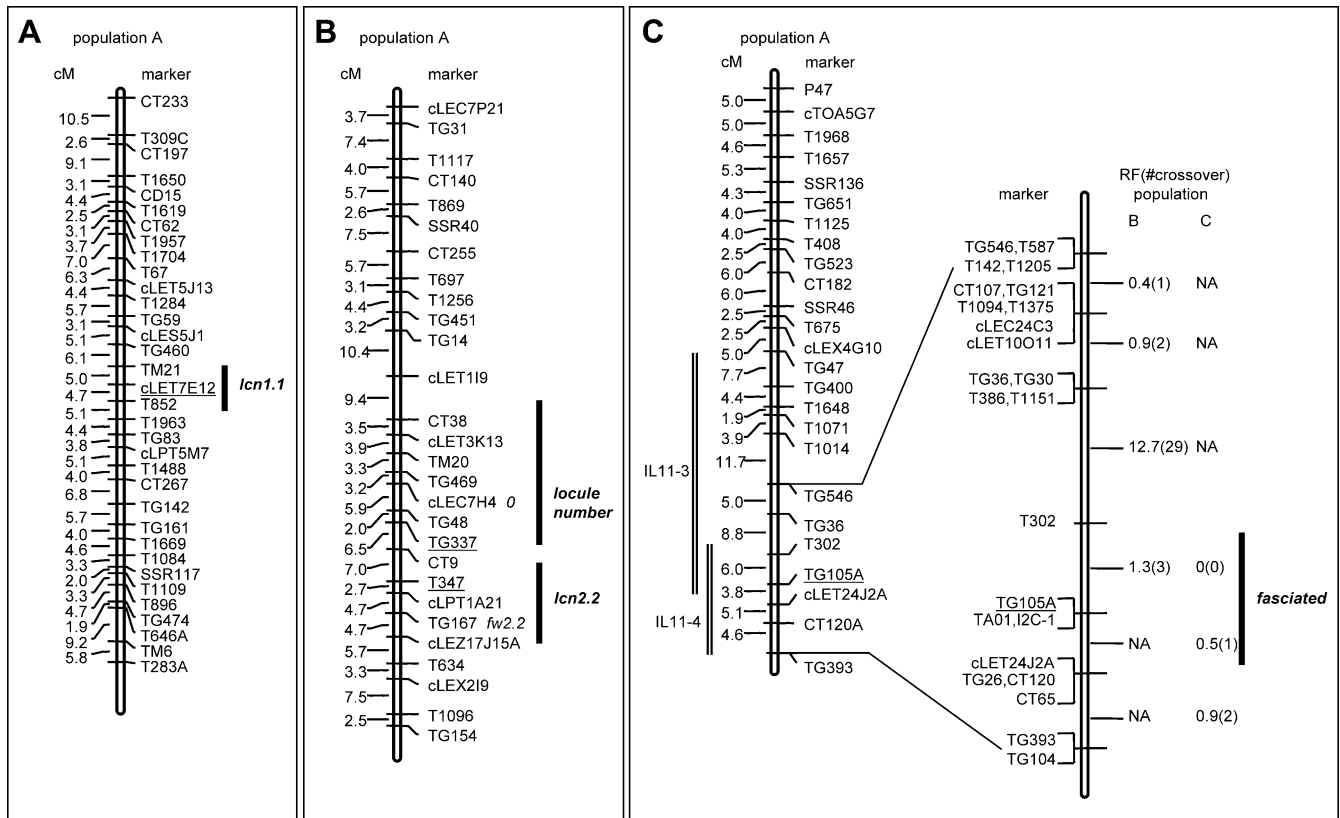 A
population A
cM marker
CT233
10.5
T309C
2.6
CT197
9.1
T1650
3.1
CD15
4.4
T1619
2.5
CT62
3.1
T1957
3.7
T1704
7.0
T67
6.3
cLET5J13
4.4
T1284
5.7
TG59
3.1
cLES5J1
5.1
TG460
6.1
TM21
5.0
cLET7E12
4.7
T852
5.1
T1963
4.4
TG83
3.8
cLPT5M7
5.1
T1488
4.0
CT267
6.8
TG142
5.7
TG161
4.0
T1669
4.6
T1084
3.3
SSR117
2.0
T1109
3.3
T896
4.7
TG474
1.9
T646A
9.2
TM6
5.8
T283A
lcn1.1
B
population A
cM marker
cLEC7P21
3.7
TG31
7.4
T1117
4.0
CT140
5.7
T869
2.6
SSR40
7.5
CT255
5.7
T697
3.1
T1256
4.4
TG451
3.2
TG14
10.4
cLET1I9
9.4
CT38
3.5
cLET3K13
3.9
TM20
3.3
TG469
3.2
cLEC7H4 0
5.9
TG48
2.0
TG337
6.5
CT9
7.0
T347
2.7
cLPT1A21
4.7
TG167 fw2.2
4.7
cLEZ17J15A
5.7
T634
3.3
cLEX2I9
7.5
T1096
2.5
TG154
locule
number
lcn2.2
C
population A
cM marker
P47
5.0
cTOA5G7
5.0
T1968
4.6
T1657
5.3
SSR136
4.3
TG651
4.0
T1125
4.0
T408
2.5
TG523
6.0
CT182
6.0
SSR46
2.5
T675
2.5
cLEX4G10
5.0
TG47
7.7
TG400
4.4
T1648
1.9
T1071
3.9
T1014
11.7
TG546
5.0
TG36
8.8
T302
6.0
TG105A
3.8
cLET24J2A
5.1
CT120A
4.6
TG393
IL11-3
IL11-4
RF(#crossover)
marker population
B C
TG546,T587
T142,T1205
0.4(1) NA
CT107,TG121
T1094,T1375
cLEC24C3
cLET10O11
0.9(2) NA
TG36,TG30
T386,T1151
12.7(29) NA
T302
1.3(3) 0(0)
TG105A
TA01,I2C-1
NA 0.5(1)
cLET24J2A
TG26,CT120
CT65
NA 0.9(2)
TG393
TG104
fasciated